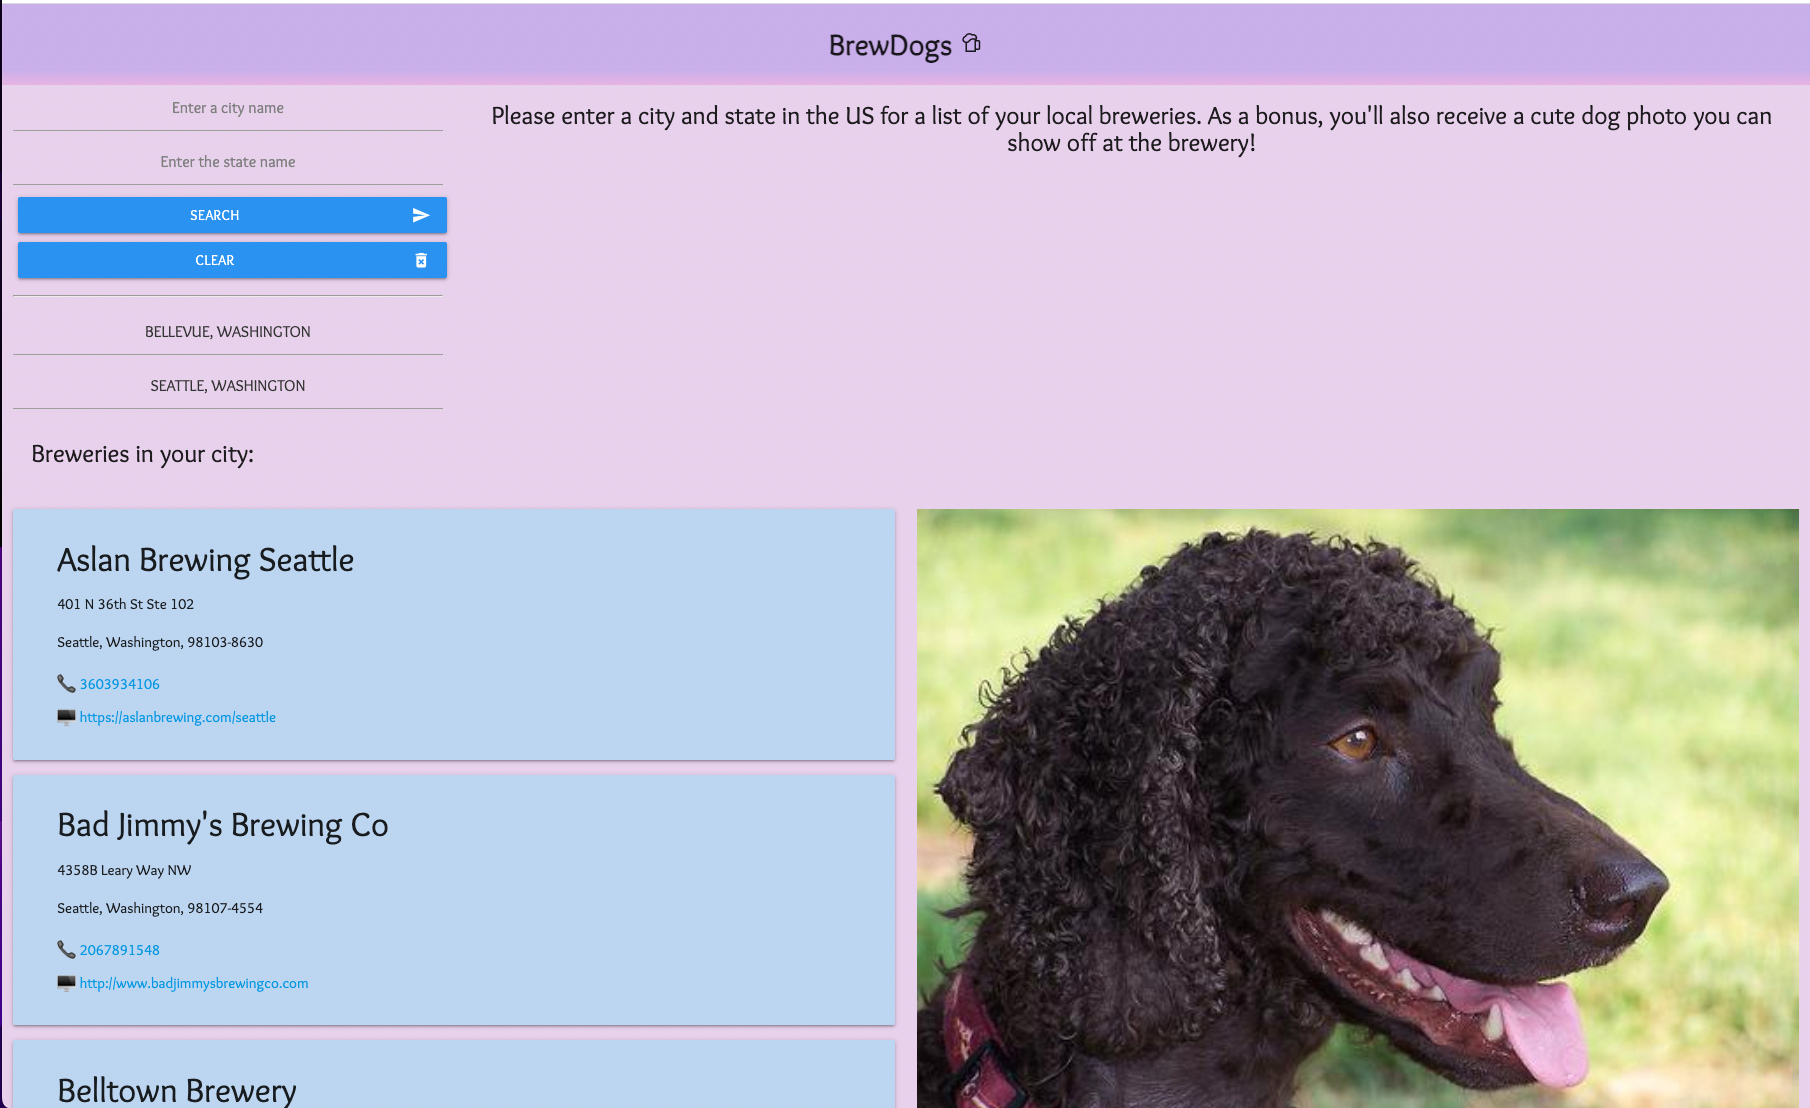 BrewDogs
Enter a city name
Enter the state name
SEARCH
CLEAR
BELLEVUE, WASHINGTON
SEATTLE, WASHINGTON
Please enter a city and state in the US for a list of your local breweries. As a bonus, you'll also receive a cute dog photo you can
show off at the brewery!
Breweries in your city:
Aslan Brewing Seattle
401 N 36th St Ste 102
Seattle, Washington, 98103-8630
3603934106
https://aslanbrewing.com/seattle
Bad Jimmy's Brewing Co
4358B Leary Way NW
Seattle, Washington, 98107-4554
2067891548
http://www.badjimmysbrewingco.com
Belltown Brewery